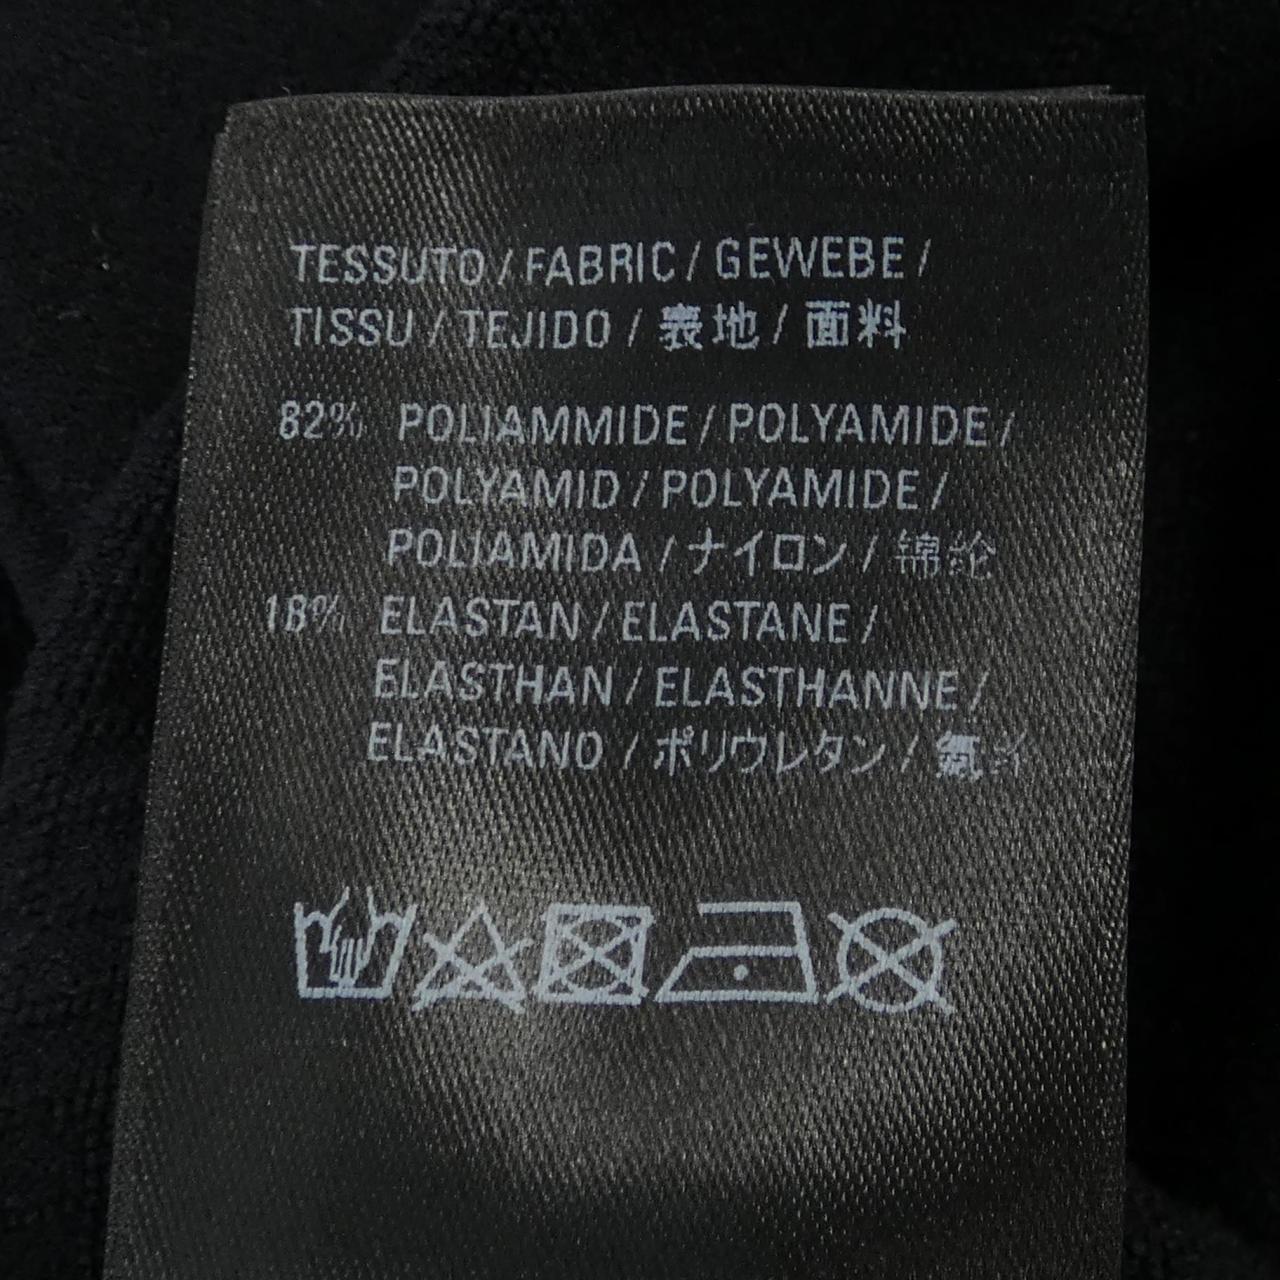 TESSUTO / FABRIC / GEWEBE /
TISSU / TEJIDO / 表地 / 面料
82% POLIAMMIDE / POLYAMIDE /
POLYAMID / POLYAMIDE /
POLIAMIDA / ナイロン / 锦纶
18% ELASTAN / ELASTANE /
ELASTHAN / ELASTHANNE /
ELASTANO / ポリウレタン /